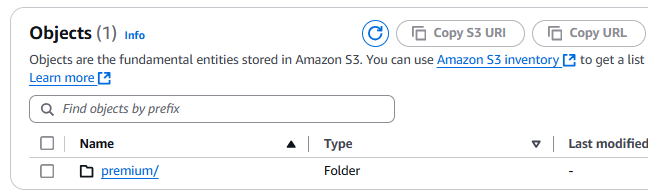 Objects (1) Info Copy S3 URI Copy URL
Objects are the fundamental entities stored in Amazon S3. You can use Amazon S3 inventory to get a list
Learn more
Find objects by prefix
Name Type Last modified
premium/ Folder -